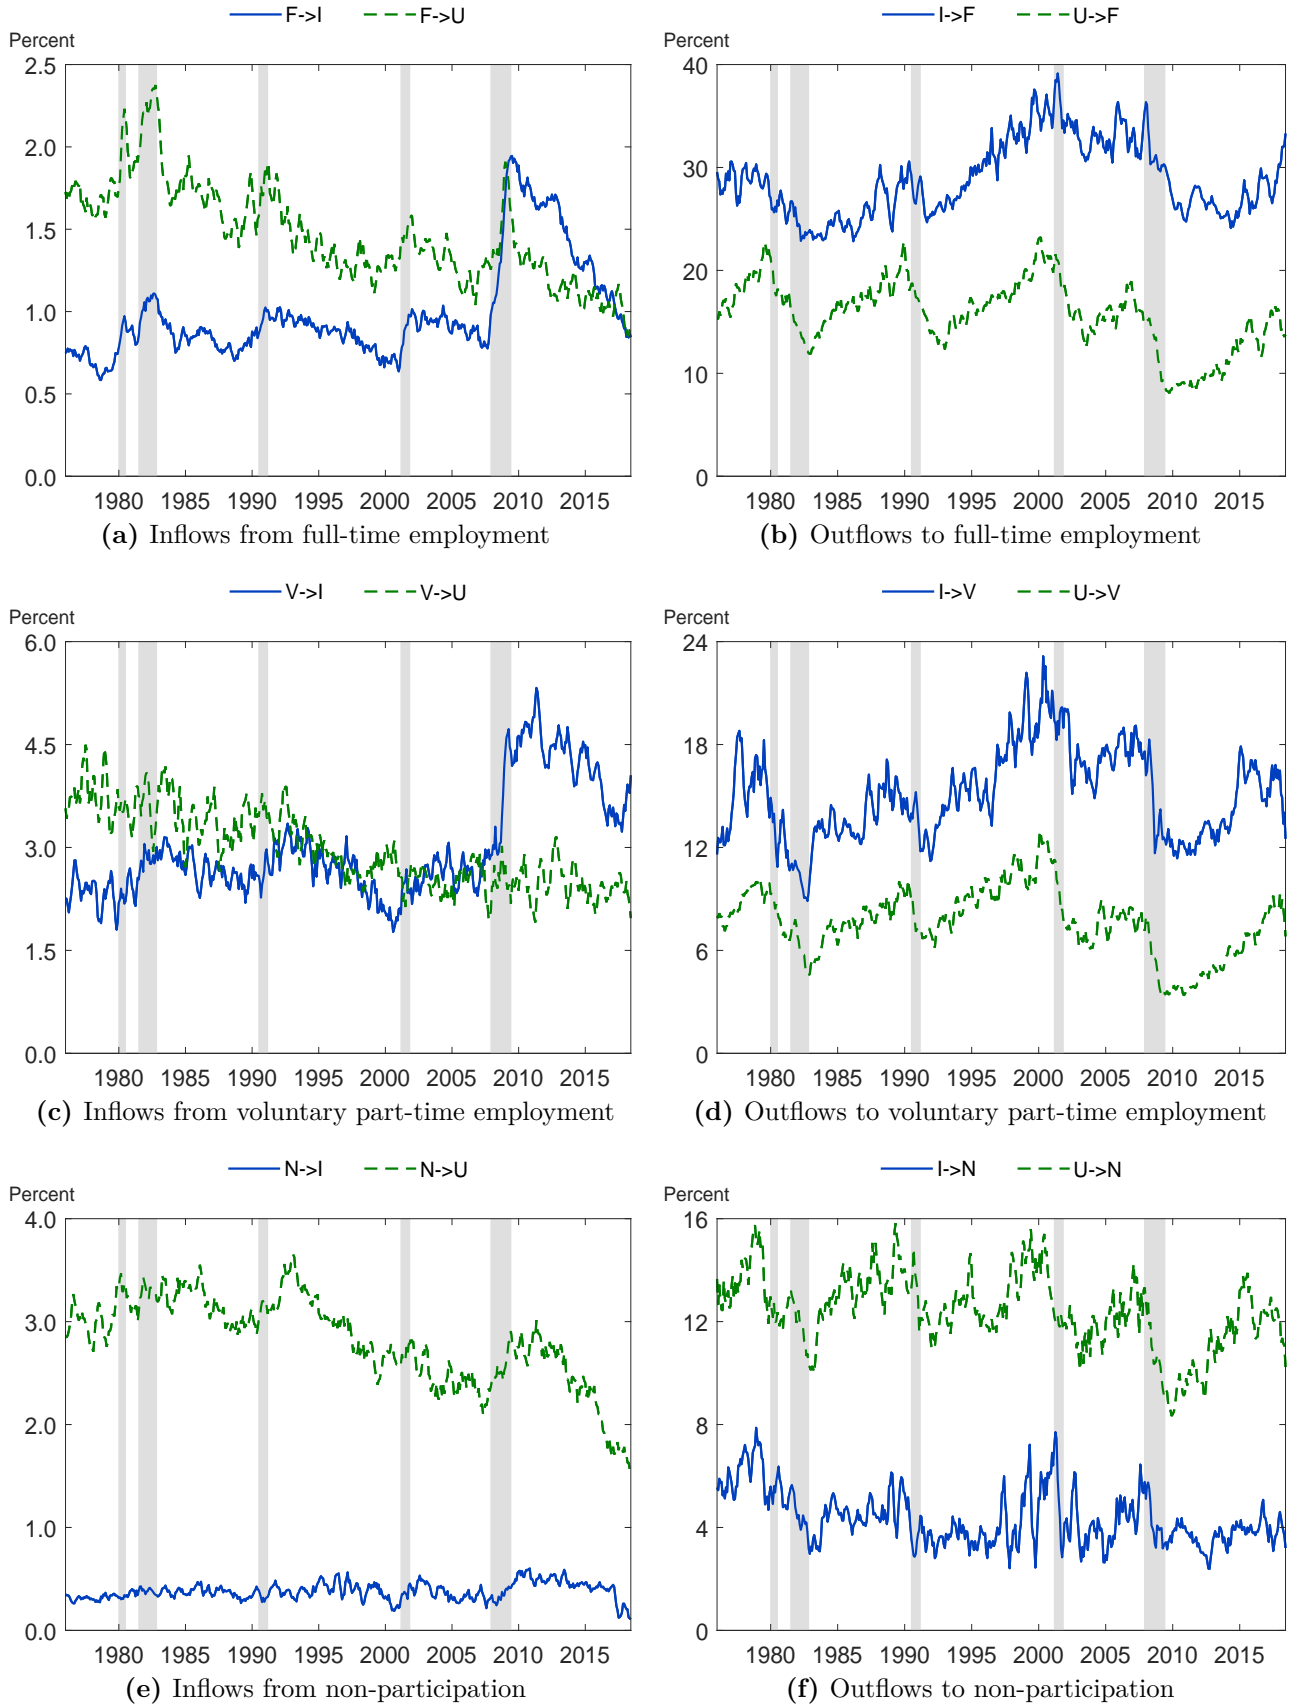 F->I F->U
Percent
2.5
2.0
1.5
1.0
0.5
0.0
1980 1985 1990 1995 2000 2005 2010 2015
(a) Inflows from full-time employment
I->F U->F
Percent
40
30
20
10
0
1980 1985 1990 1995 2000 2005 2010 2015
(b) Outflows to full-time employment
V->I V->U
Percent
6.0
4.5
3.0
1.5
0.0
1980 1985 1990 1995 2000 2005 2010 2015
(c) Inflows from voluntary part-time employment
I->V U->V
Percent
24
18
12
6
0
1980 1985 1990 1995 2000 2005 2010 2015
(d) Outflows to voluntary part-time employment
N->I N->U
Percent
4.0
3.0
2.0
1.0
0.0
1980 1985 1990 1995 2000 2005 2010 2015
(e) Inflows from non-participation
I->N U->N
Percent
16
12
8
4
0
1980 1985 1990 1995 2000 2005 2010 2015
(f) Outflows to non-participation